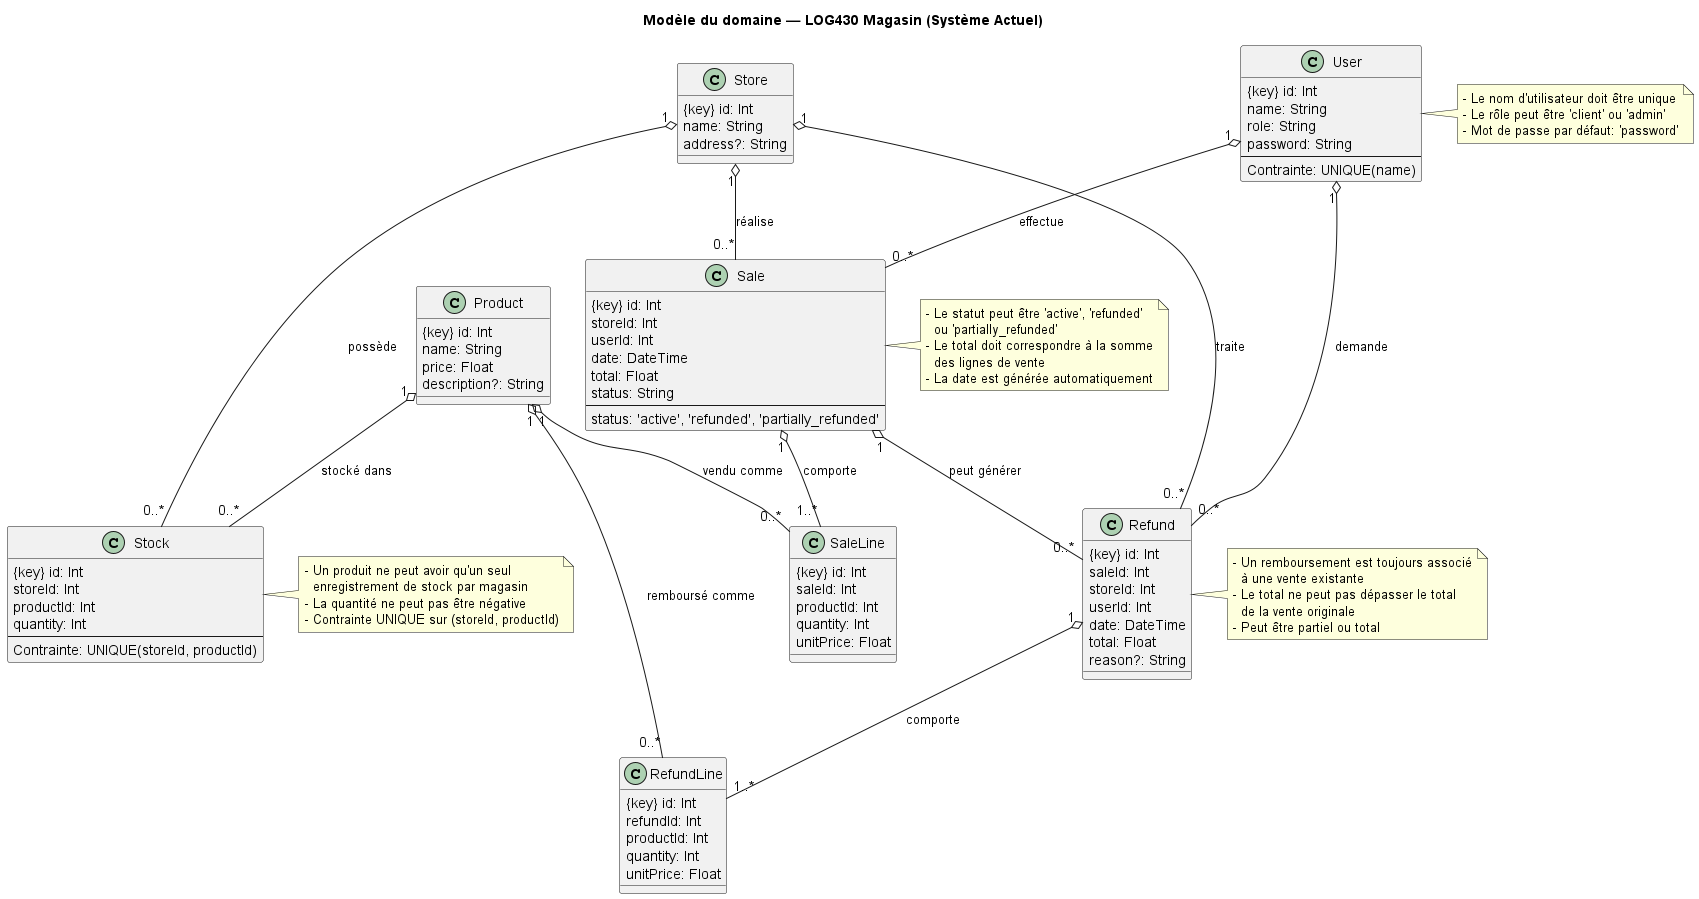 Modèle du domaine — LOG430 Magasin (Système Actuel)
C Store
{key} id: Int
name: String
address?: String
C User
{key} id: Int
name: String
role: String
password: String
Contrainte: UNIQUE(name)
- Le nom d'utilisateur doit être unique
- Le rôle peut être 'client' ou 'admin'
- Mot de passe par défaut: 'password'
1
1
1
1
1
réalise
effectue
0..*
0..*
C Sale
{key} id: Int
storeId: Int
userId: Int
date: DateTime
total: Float
status: String
status: 'active', 'refunded', 'partially_refunded'
- Le statut peut être 'active', 'refunded'
ou 'partially_refunded'
- Le total doit correspondre à la somme
des lignes de vente
- La date est générée automatiquement
C Product
{key} id: Int
name: String
price: Float
description?: String
possède
traite
demande
1
1
1
1
1
stocké dans
vendu comme
comporte
peut générer
0..*
0..*
0..*
1..*
0..*
0..*
0..*
C Stock
{key} id: Int
storeId: Int
productId: Int
quantity: Int
Contrainte: UNIQUE(storeId, productId)
- Un produit ne peut avoir qu'un seul
enregistrement de stock par magasin
- La quantité ne peut pas être négative
- Contrainte UNIQUE sur (storeId, productId)
C SaleLine
{key} id: Int
saleId: Int
productId: Int
quantity: Int
unitPrice: Float
C Refund
{key} id: Int
saleId: Int
storeId: Int
userId: Int
date: DateTime
total: Float
reason?: String
- Un remboursement est toujours associé
à une vente existante
- Le total ne peut pas dépasser le total
de la vente originale
- Peut être partiel ou total
remboursé comme
1
comporte
0..*
1..*
C RefundLine
{key} id: Int
refundId: Int
productId: Int
quantity: Int
unitPrice: Float